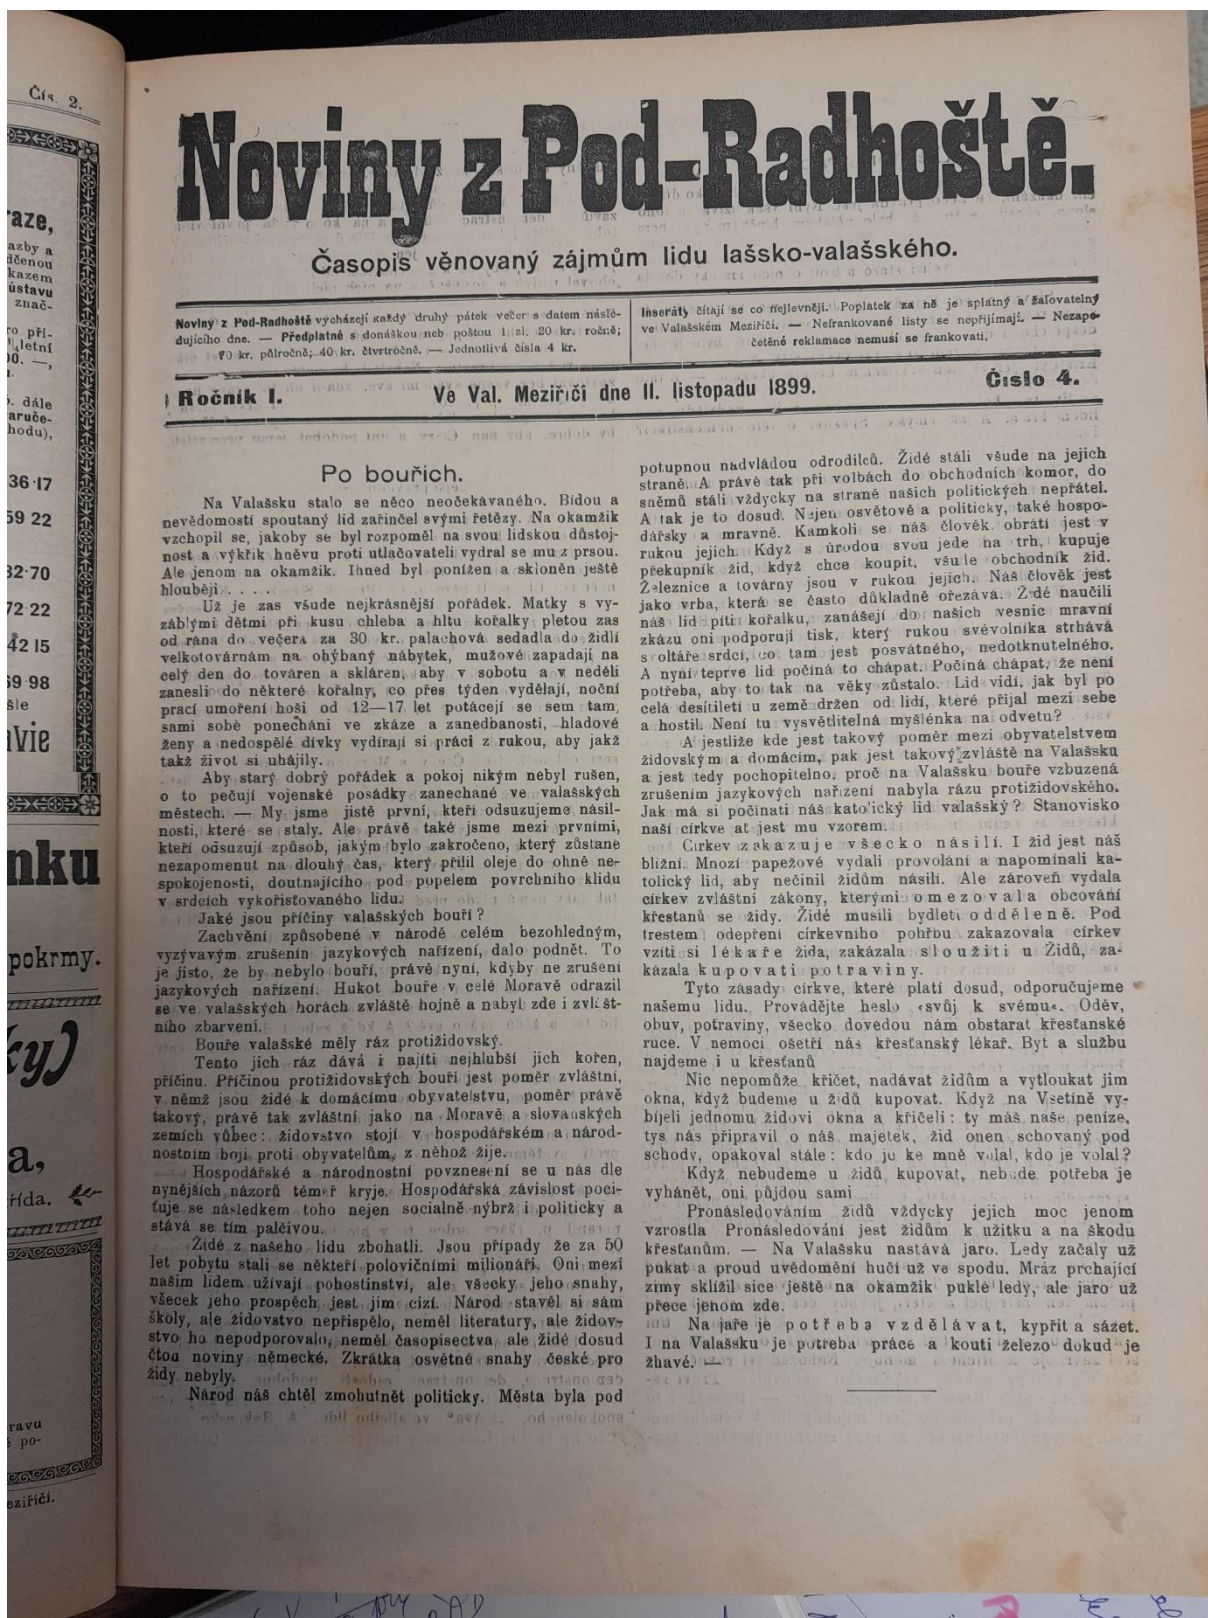 Čís. 2.
raze,
azby a
dčenou
kazem
ústavu
znač-
ro pří-
letní
00. —,
o. dále
aruče-
hodu),
36·17
59 22
32·70
72 22
42 15
59·98
šle
aVie
nku
pokrmy.
ky)
a,
řída.
ravu
po-
eziříčí.
Noviny z Pod-Radhoště.
Časopis věnovaný zájmům lidu lašsko-valašského.
Noviny z Pod-Radhoště vycházejí každý druhý pátek večer s datem násle-
dujícího dne. — Předplatné s donáškou neb poštou 1 zl. 20 kr. ročně;
70 kr. půlročně; 40 kr. čtvrtročně. — Jednotlivá čísla 4 kr.
Inseráty čítají se co nejlevněji. Poplatek za ně je splatný a žalovatelný
ve Valašském Meziříčí. — Nefrankované listy se nepřijímají. — Nezape-
četěné reklamace nemusí se frankovati.
Ročník I.
Ve Val. Meziříčí dne 11. listopadu 1899.
Číslo 4.
Po bouřich.
Na Valašsku stalo se něco neočekávaného. Bídou a
nevědomostí spoutaný lid zařinčel svými řetězy. Na okamžik
vzchopil se, jakoby se byl rozpoměl na svou lidskou důstoj-
nost a výkřik hněvu proti utlačovateli vydral se mu z prsou.
Ale jenom na okamžik. Ihned byl ponížen a skloněn ještě
hlouběji . . . . .
Už je zas všude nejkrásnější pořádek. Matky s vy-
záblými dětmi při kusu chleba a hltu kořalky pletou zas
od rána do večera za 30 kr. palachová sedadla do židlí
velkotovárnám na ohýbaný nábytek, mužové zapadají na
celý den do továren a skláren, aby v sobotu a v neděli
zanesli do některé kořalny, co přes týden vydělají, noční
prací umoření hoši od 12—17 let potácejí se sem tam,
sami sobě ponecháni ve zkáze a zanedbanosti, hladové
ženy a nedospělé dívky vydírají si práci z rukou, aby jakž
takž život si uhájily.
Aby starý dobrý pořádek a pokoj nikým nebyl rušen,
o to pečují vojenské posádky zanechané ve valašských
městech. — My jsme jistě první, kteří odsuzujeme násil-
nosti, které se staly. Ale právě také jsme mezi prvními,
kteří odsuzují způsob, jakým bylo zakročeno, který zůstane
nezapomenut na dlouhý čas, který přilil oleje do ohně ne-
spokojenosti, doutnajícího pod popelem povrchního klidu
v srdcích vykořisťovaného lidu.
Jaké jsou příčiny valašských bouří?
Zachvění způsobené v národě celém bezohledným,
vyzývavým zrušením jazykových nařízení, dalo podnět. To
je jisto, že by nebylo bouří, právě nyní, kdyby ne zrušení
jazykových nařízení. Hukot bouře v celé Moravě odrazil
se ve valašských horách zvláště hojně a nabyl zde i zvlášt-
ního zbarvení.
Bouře valašské měly ráz protižidovský.
Tento jich ráz dává i najíti nejhlubší jich kořen,
příčinu. Příčinou protižidovských bouří jest poměr zvláštní,
v němž jsou židé k domácímu obyvatelstvu, poměr právě
takový, právě tak zvláštní jako na Moravě a slovanských
zemích vůbec: židovstvo stojí v hospodářském a národ-
nostním boji proti obyvatelům, z něhož žije.
Hospodářské a národnostní povznesení se u nás dle
nynějších názorů téměř kryje. Hospodářská závislost poci-
ťuje se následkem toho nejen socialně nýbrž i politicky a
stává se tím palčivou.
Židé z našeho lidu zbohatli. Jsou případy že za 50
let pobytu stali se někteří polovičními milionáři. Oni mezi
naším lidem užívají pohostinství, ale všecky jeho snahy,
všecek jeho prospěch jest jim cizí. Národ stavěl si sám
školy, ale židovstvo nepřispělo, neměl literatury, ale židov-
stvo ho nepodporovalo, neměl časopisectva, ale židé dosud
čtou noviny německé. Zkrátka osvětné snahy české pro
židy nebyly.
Národ náš chtěl zmohutnět politicky. Města byla pod
potupnou nadvládou odrodilců. Židé stáli všude na jejich
straně. A právě tak při volbách do obchodních komor, do
sněmů stáli vždycky na straně našich politických nepřátel.
A tak je to dosud. Nejen osvětově a politicky, také hospo-
dářsky a mravně. Kamkoli se náš člověk obrátí jest v
rukou jejich. Když s úrodou svou jede na trh, kupuje
překupník žid, když chce koupit, všude obchodník žid.
Železnice a továrny jsou v rukou jejich. Náš člověk jest
jako vrba, která se často důkladně ořezává. Židé naučili
náš lid píti kořalku, zanášejí do našich vesnic mravní
zkázu oni podporují tisk, který rukou svévolníka strhává
s oltáře srdcí, co tam jest posvátného, nedotknutelného.
A nyní teprve lid počíná to chápat. Počíná chápat, že není
potřeba, aby to tak na věky zůstalo. Lid vidí, jak byl po
celá desítiletí u země držen od lidí, které přijal mezi sebe
a hostil. Není tu vysvětlitelná myšlénka na odvetu?
A jestliže kde jest takový poměr mezi obyvatelstvem
židovským a domácím, pak jest takový zvláště na Valašsku
a jest tedy pochopitelno, proč na Valašsku bouře vzbuzená
zrušením jazykových nařízení nabyla rázu protižidovského.
Jak má si počínati náš katolický lid valašský? Stanovisko
naší církve ať jest mu vzorem.
Církev zakazuje všecko násilí. I žid jest náš
bližní. Mnozí papežové vydali provolání a napomínali ka-
tolický lid, aby nečinil židům násilí. Ale zároveň vydala
církev zvláštní zákony, kterými omezovala obcování
křesťanů se židy. Židé musili bydleti odděleně. Pod
trestem odepření církevního pohřbu zakazovala církev
vzíti si lékaře žida, zakázala sloužiti u Židů, za-
kázala kupovati potraviny.
Tyto zásady církve, které platí dosud, odporučujeme
našemu lidu. Provádějte heslo «svůj k svému«. Oděv,
obuv, potraviny, všecko dovedou nám obstarat křesťanské
ruce. V nemoci ošetří nás křesťanský lékař. Byt a službu
najdeme i u křesťanů
Nic nepomůže křičet, nadávat židům a vytloukat jim
okna, když budeme u židů kupovat. Když na Vsetíně vy-
bíjeli jednomu židovi okna a křičeli: ty máš naše peníze,
tys nás připravil o náš majetek, žid onen schovaný pod
schody, opakoval stále: kdo je ke mně volal, kdo je volal?
Když nebudeme u židů kupovat, nebude potřeba je
vyhánět, oni půjdou sami
Pronásledováním židů vždycky jejich moc jenom
vzrostla Pronásledování jest židům k užitku a na škodu
křesťanům. — Na Valašsku nastává jaro. Ledy začaly už
pukat a proud uvědomění hučí už ve spodu. Mráz prchající
zimy sklížil sice ještě na okamžik puklé ledy, ale jaro už
přece jenom zde.
Na jaře je potřeba vzdělávat, kypřit a sázet.
I na Valašsku je potřeba práce a kouti železo dokud je
žhavé. —